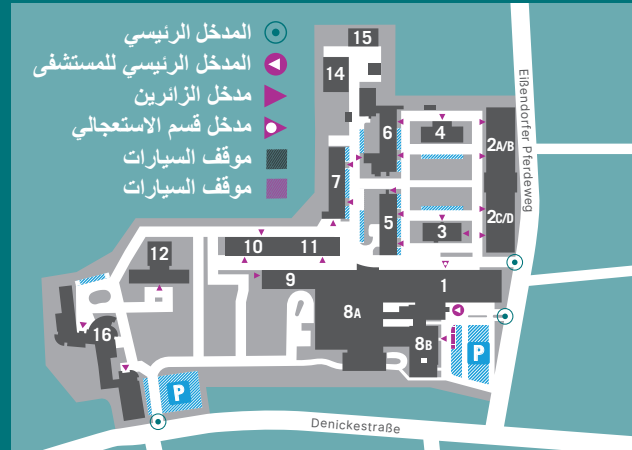 المدخل الرئيسي
المدخل الرئيسي للمستشفى
مدخل الزائرين
مدخل قسم الاستعجالي
موقف السيارات
موقف السيارات
15
14
6
4
2A/B
7
5
3
2C/D
Eißendorfer Pferdeweg
12
10
11
9
1
8A
8B
16
P
P
Denickestraße